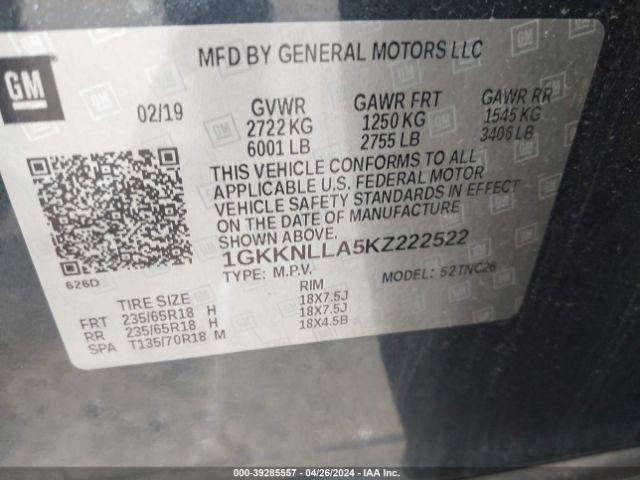 GM
MFD BY GENERAL MOTORS LLC
02/19 GVWR GAWR FRT GAWR RR
2722 KG 1250 KG 1545 KG
6001 LB 2755 LB 3406 LB
THIS VEHICLE CONFORMS TO ALL
APPLICABLE U.S. FEDERAL MOTOR
VEHICLE SAFETY STANDARDS IN EFFECT
ON THE DATE OF MANUFACTURE
SHOWN ABOVE.
1GKKNLLA5KZ222522
626D TYPE: M.P.V. MODEL: 52TNC26
TIRE SIZE RIM
FRT 235/65R18 H 18X7.5J
RR 235/65R18 H 18X7.5J
SPA T135/70R18 M 18X4.5B
000-39285557 - 04/26/2024 - IAA Inc.